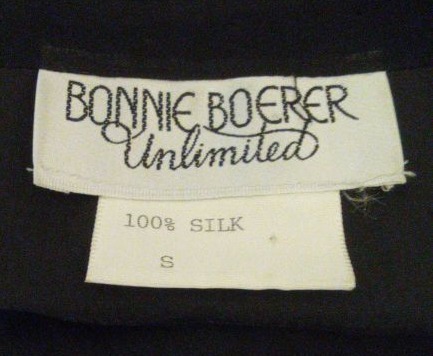 BONNIE BOERER
Unlimited
100% SILK
S